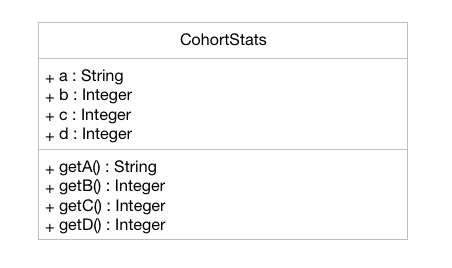 CohortStats
+ a : String
+ b : Integer
+ c : Integer
+ d : Integer
+ getA() : String
+ getB() : Integer
+ getC() : Integer
+ getD() : Integer